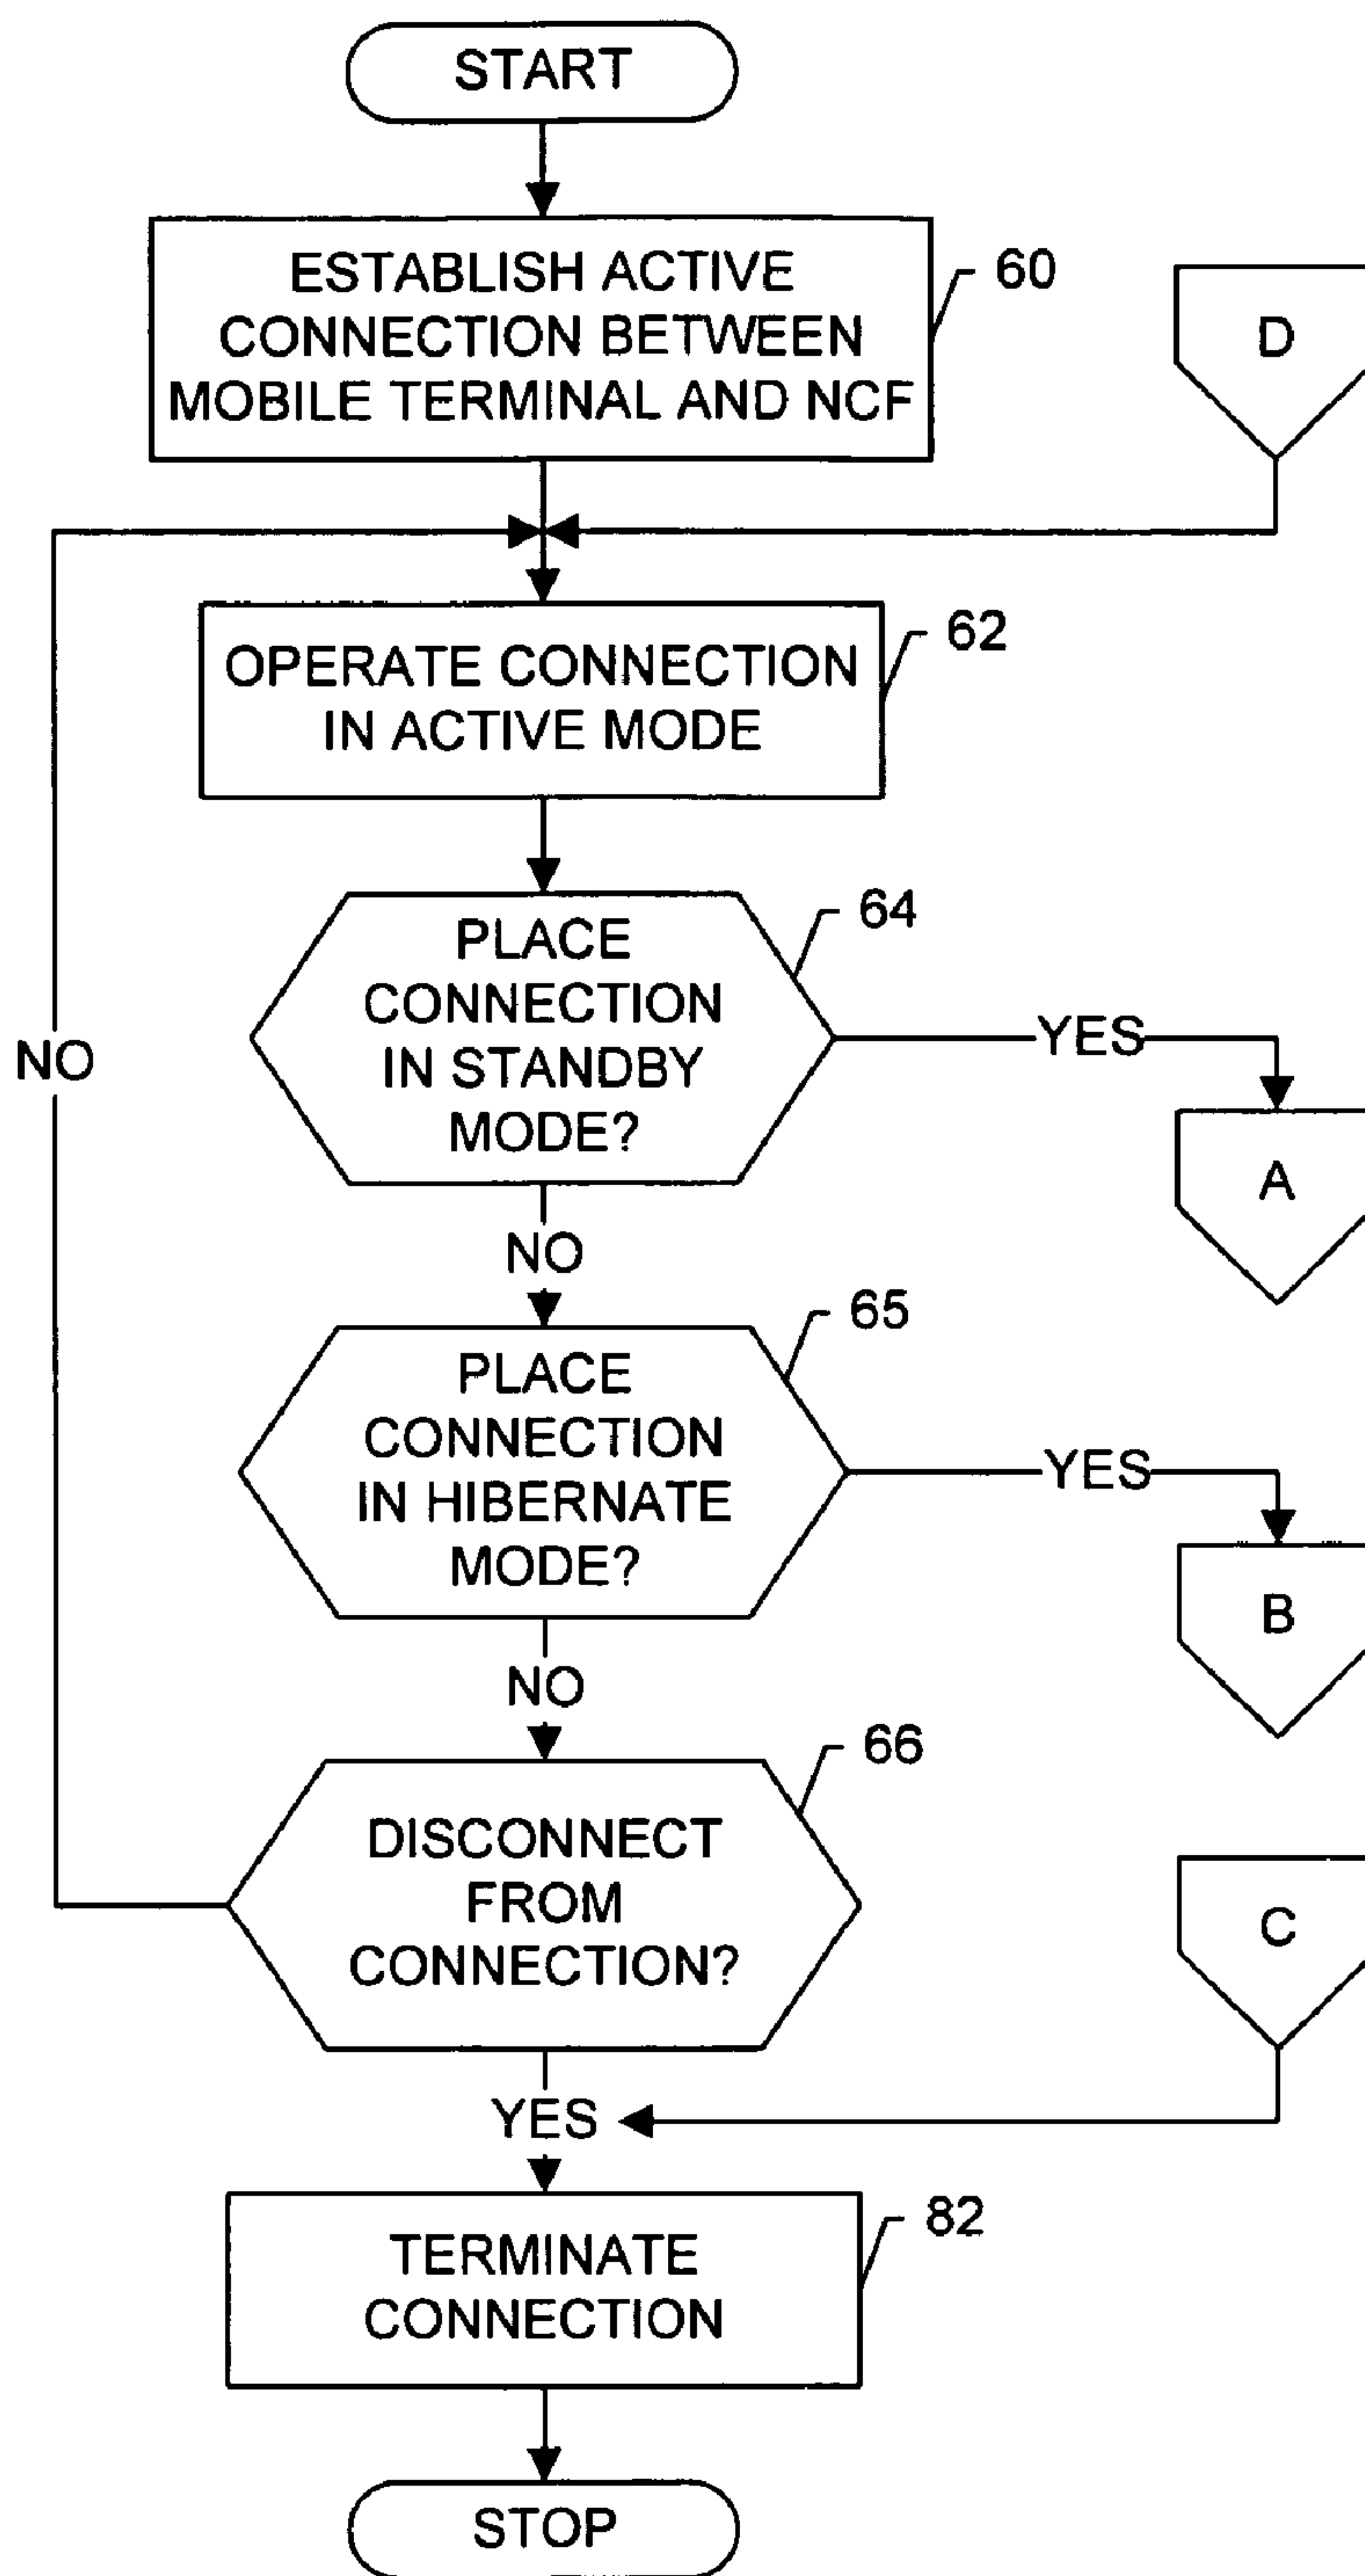 START
ESTABLISH ACTIVE
CONNECTION BETWEEN
MOBILE TERMINAL AND NCF
60
D
OPERATE CONNECTION
IN ACTIVE MODE
62
PLACE
CONNECTION
IN STANDBY
MODE?
64
YES
A
NO
NO
PLACE
CONNECTION
IN HIBERNATE
MODE?
65
YES
B
NO
DISCONNECT
FROM
CONNECTION?
66
C
YES
TERMINATE
CONNECTION
82
STOP